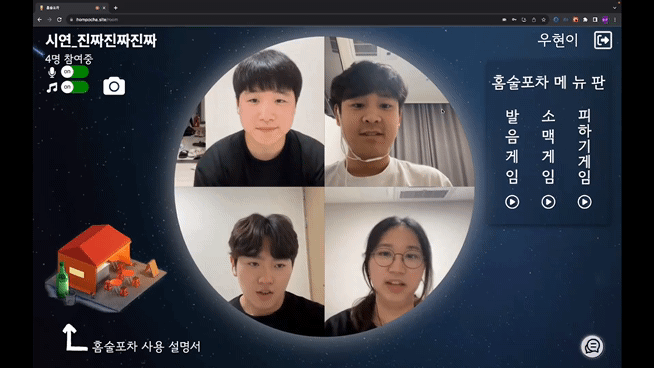 홈술포차
hompocha.site/room
시연_진짜진짜진짜
4명 참여중
on
on
우현이
홈술포차 메뉴판
발음게임
소맥게임
피하기게임
홈술포차 사용 설명서